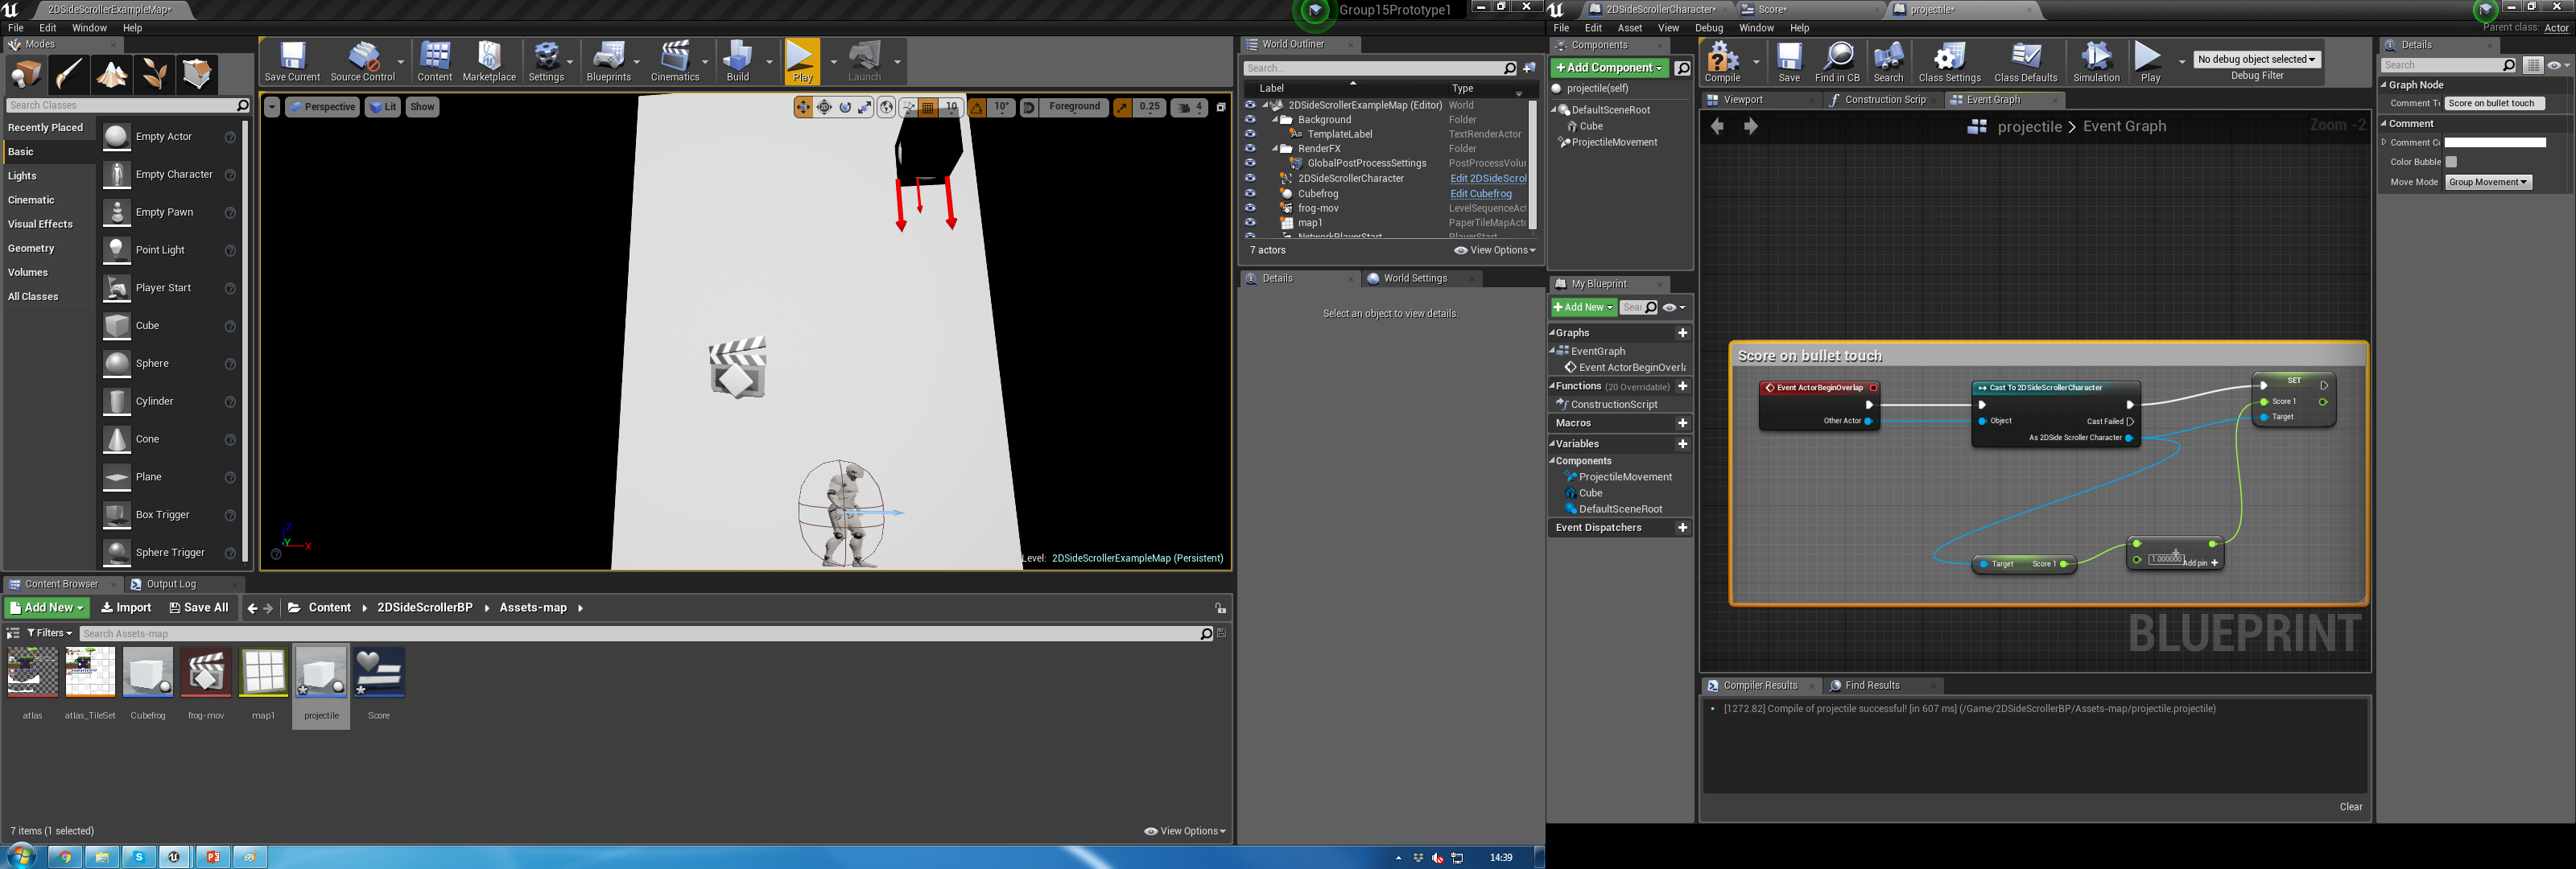 2DSideScrollerExampleMap*
Group15Prototype1
File Edit Window Help
Modes
Search Classes
Recently Placed
Basic
Lights
Cinematic
Visual Effects
Geometry
Volumes
All Classes
Empty Actor
Empty Character
Empty Pawn
Point Light
Player Start
Cube
Sphere
Cylinder
Cone
Plane
Box Trigger
Sphere Trigger
Save Current Source Control Content Marketplace Settings Blueprints Cinematics Build Play Launch
Perspective Lit Show
10 10° Foreground 0.25 4
Z
Y
X
Level: 2DSideScrollerExampleMap (Persistent)
World Outliner
Search...
Label Type
2DSideScrollerExampleMap (Editor) World
Background Folder
TemplateLabel TextRenderActor
RenderFX Folder
GlobalPostProcessSettings PostProcessVolu
2DSideScrollerCharacter Edit 2DSideScrol
Cubefrog Edit Cubefrog
frog-mov LevelSequenceAct
map1 PaperTileMapActo
NetworkPlayerStart PlayerStart
7 actors
View Options
Details World Settings
Select an object to view details.
Content Browser Output Log
Add New Import Save All Content 2DSideScrollerBP Assets-map
Filters Search Assets-map
atlas atlas_TileSet Cubefrog frog-mov map1 projectile Score
7 items (1 selected)
View Options
14:39
2DSideScrollerCharacter* Score* projectile*
File Edit Asset View Debug Window Help
Parent class: Actor
Components
+Add Component
projectile(self)
DefaultSceneRoot
Cube
ProjectileMovement
My Blueprint
+Add New Sear
Graphs
EventGraph
Event ActorBeginOverla
Functions (20 Overridable)
ConstructionScript
Macros
Variables
Components
ProjectileMovement
Cube
DefaultSceneRoot
Event Dispatchers
Compile Save Find in CB Search Class Settings Class Defaults Simulation Play
No debug object selected
Debug Filter
Viewport Construction Scrip Event Graph
projectile > Event Graph
Zoom -2
Score on bullet touch
Event ActorBeginOverlap
Other Actor
Cast To 2DSideScrollerCharacter
Object
Cast Failed
As 2DSide Scroller Character
SET
Score 1
Target
Target Score 1
1.000000 Add pin +
BLUEPRINT
Compiler Results Find Results
[1272.82] Compile of projectile successful! [in 607 ms] (/Game/2DSideScrollerBP/Assets-map/projectile.projectile)
Clear
Details
Search
Graph Node
Comment Te Score on bullet touch
Comment
Comment Co
Color Bubble
Move Mode Group Movement